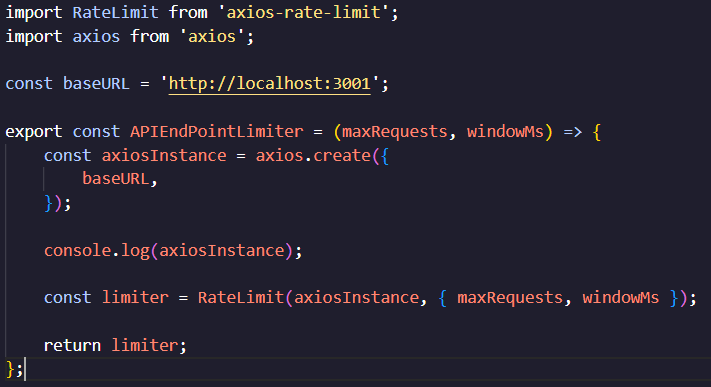 import RateLimit from 'axios-rate-limit';
import axios from 'axios';
const baseURL = 'http://localhost:3001';
export const APIEndPointLimiter = (maxRequests, windowMs) => {
const axiosInstance = axios.create({
baseURL,
});
console.log(axiosInstance);
const limiter = RateLimit(axiosInstance, { maxRequests, windowMs });
return limiter;
};